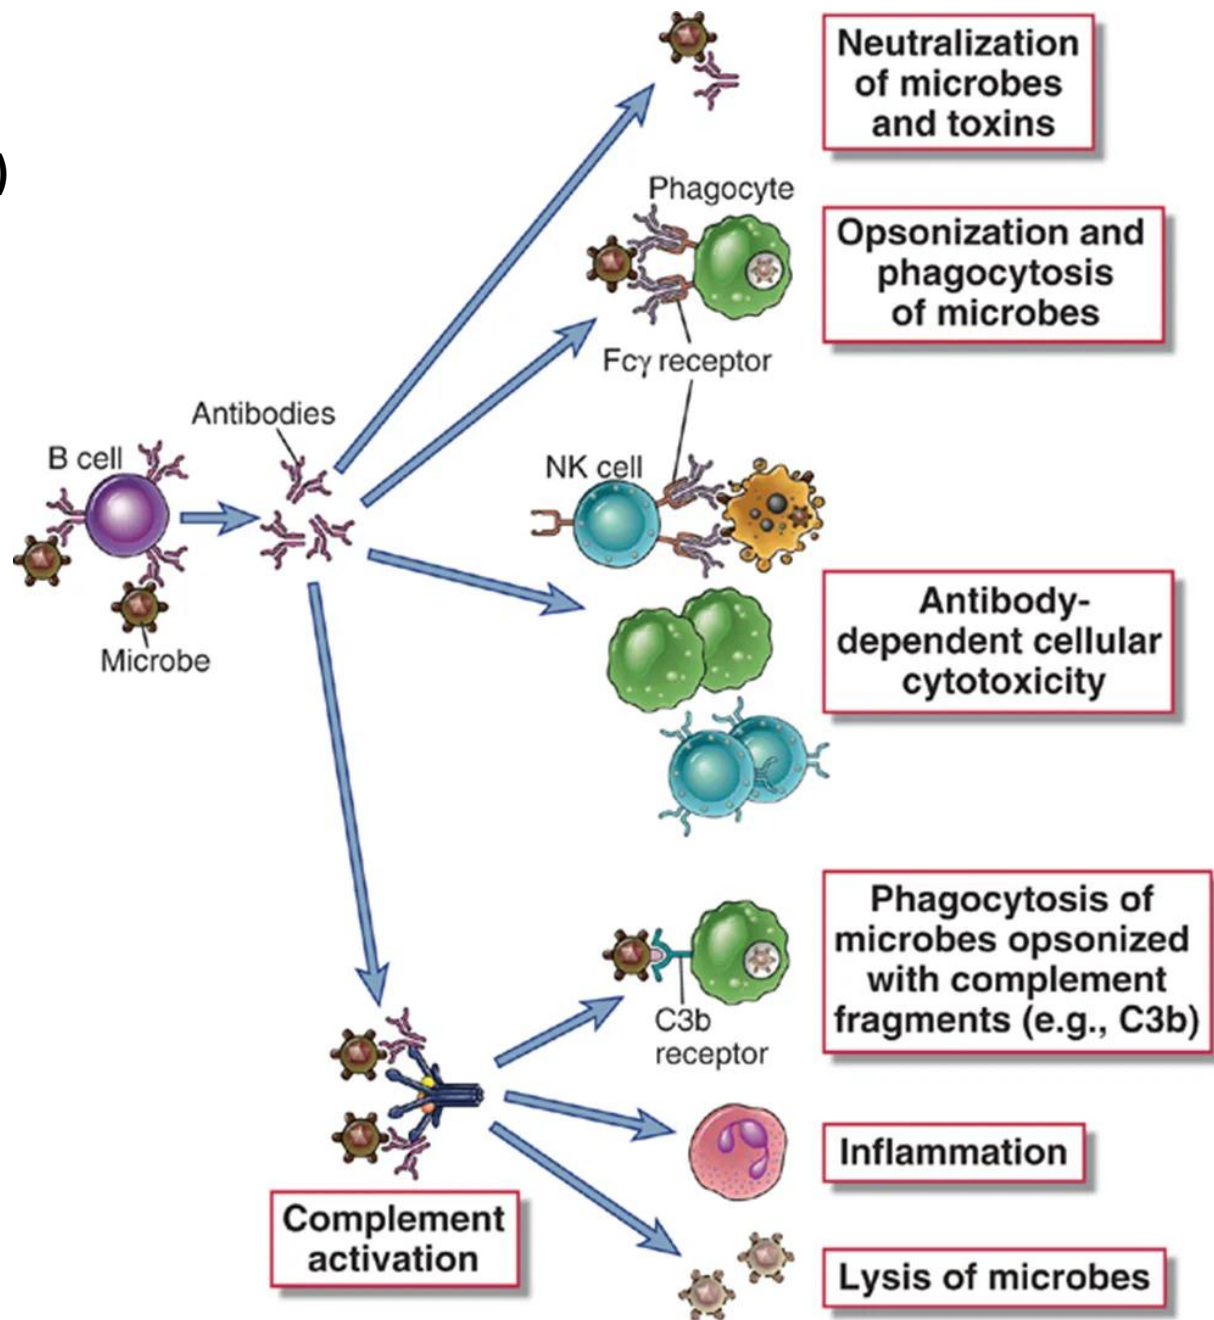 Neutralization
of microbes
and toxins
)
Phagocyte
Opsonization and
phagocytosis
of microbes
Fcγ receptor
Antibodies
B cell
NK cell
Microbe
Antibody-
dependent cellular
cytotoxicity
Phagocytosis of
microbes opsonized
with complement
fragments (e.g., C3b)
C3b
receptor
Inflammation
Complement
activation
Lysis of microbes